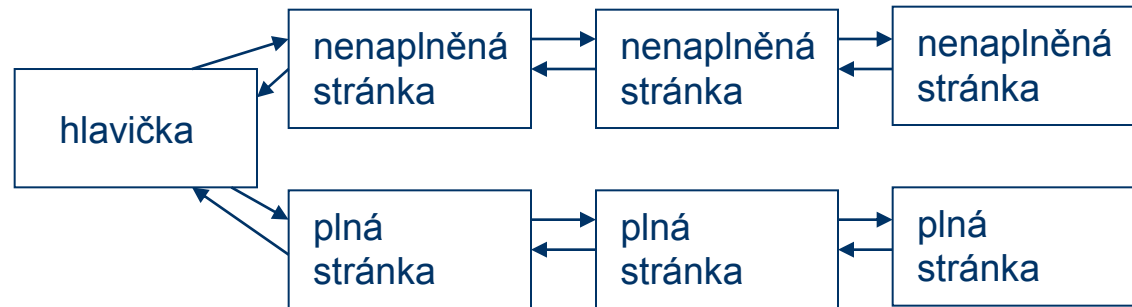 nenaplněná
stránka
nenaplněná
stránka
nenaplněná
stránka
hlavička
plná
stránka
plná
stránka
plná
stránka